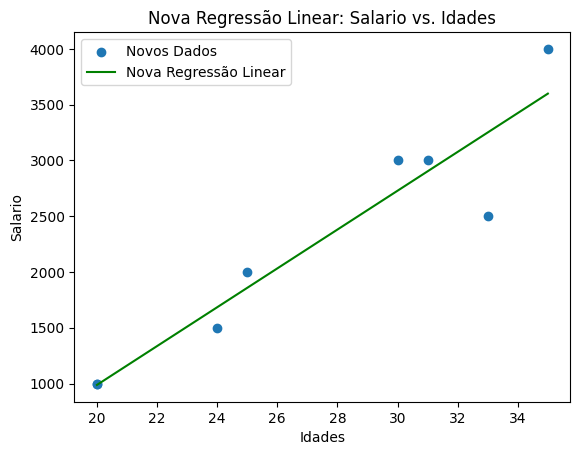 Nova Regressão Linear: Salario vs. Idades
Novos Dados
Nova Regressão Linear
4000
3500
3000
2500
2000
1500
1000
Salario
20 22 24 26 28 30 32 34
Idades